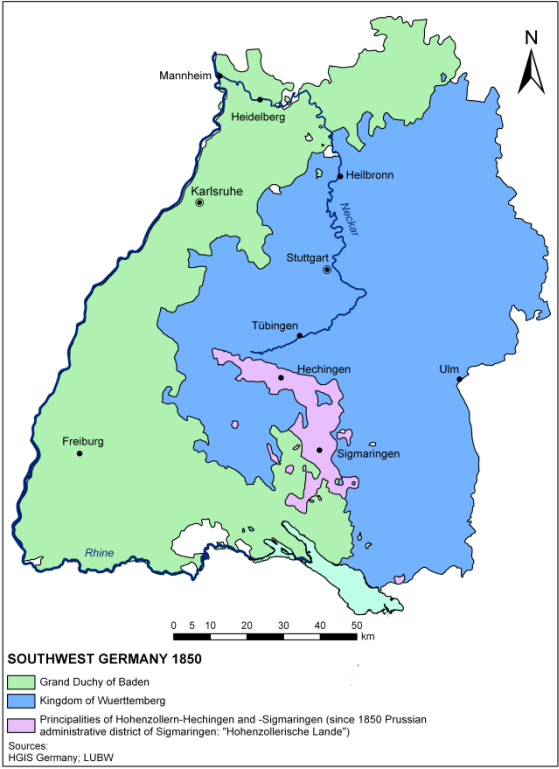 N
Mannheim
Heidelberg
Heilbronn
Karlsruhe
Neckar
Stuttgart
Tübingen
Hechingen
Ulm
Freiburg
Sigmaringen
Rhine
0 5 10 20 30 40 50
km
SOUTHWEST GERMANY 1850
Grand Duchy of Baden
Kingdom of Wuerttemberg
Principalities of Hohenzollern-Hechingen and -Sigmaringen (since 1850 Prussian
administrative district of Sigmaringen: "Hohenzollerische Lande")
Sources:
HGIS Germany; LUBW